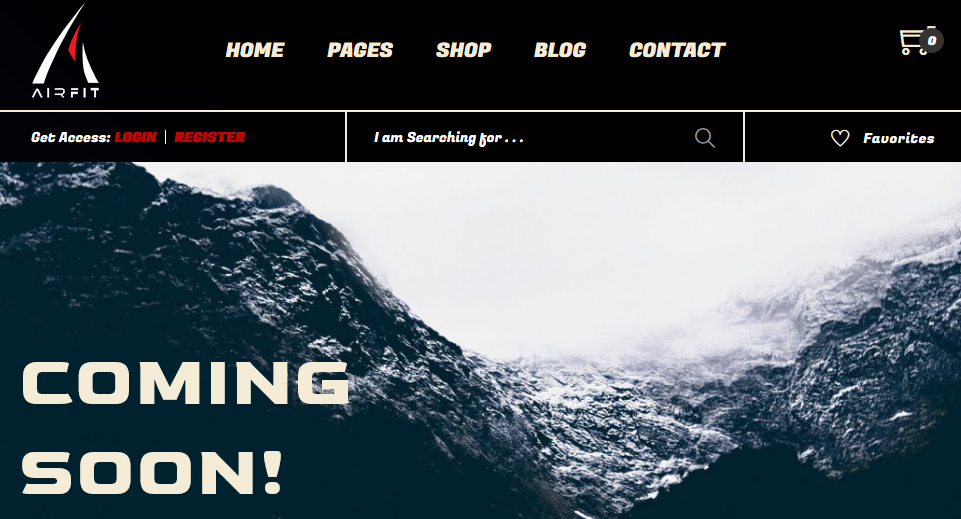 HOME PAGES SHOP BLOG CONTACT
0
AIRFIT
Get Access: LOGIN | REGISTER
I am Searching for . . .
Favorites
COMING
SOON!